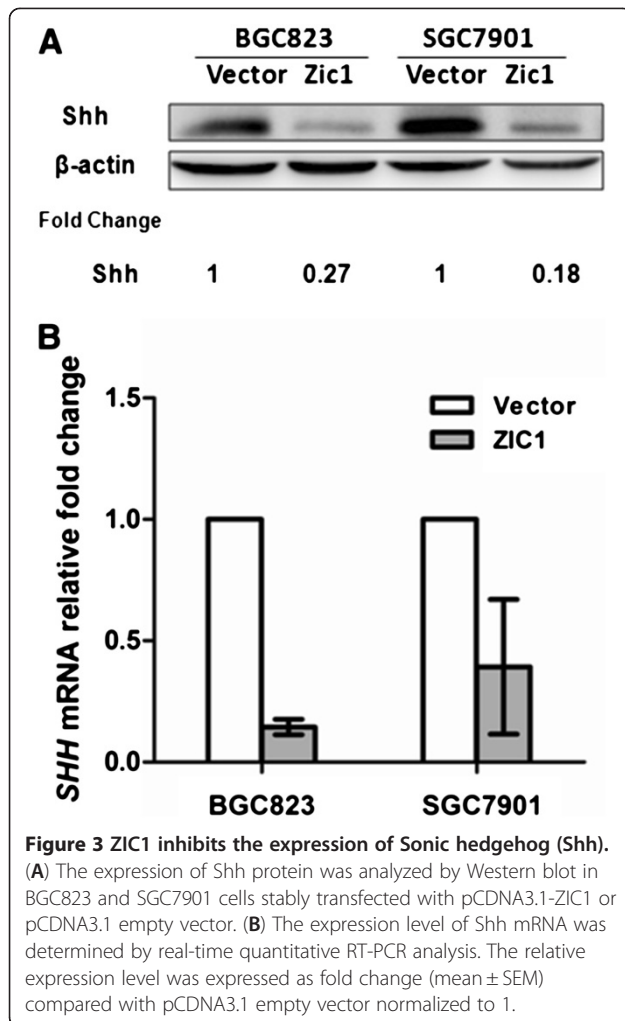 A
BGC823 SGC7901
Vector Zic1 Vector Zic1
Shh
β-actin
Fold Change
Shh 1 0.27 1 0.18
B
SHH mRNA relative fold change
1.5
1.0
0.5
0.0
Vector
ZIC1
BGC823 SGC7901
Figure 3 ZIC1 inhibits the expression of Sonic hedgehog (Shh).
(A) The expression of Shh protein was analyzed by Western blot in
BGC823 and SGC7901 cells stably transfected with pCDNA3.1-ZIC1 or
pCDNA3.1 empty vector. (B) The expression level of Shh mRNA was
determined by real-time quantitative RT-PCR analysis. The relative
expression level was expressed as fold change (mean ± SEM)
compared with pCDNA3.1 empty vector normalized to 1.